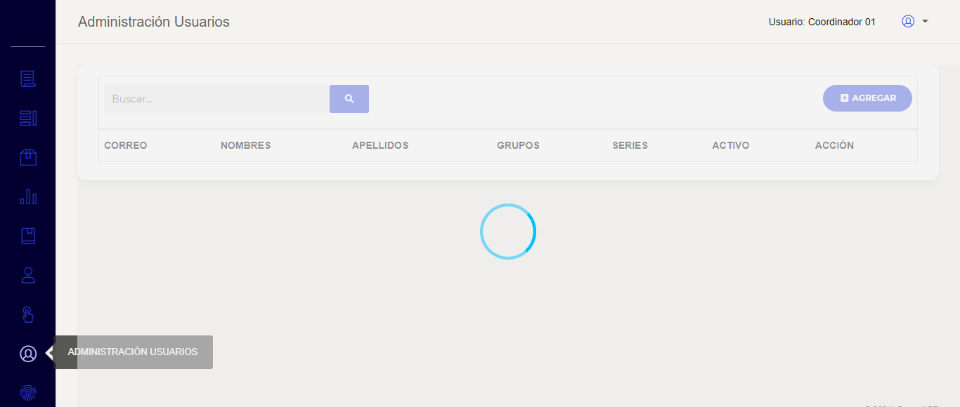 Administración Usuarios
Usuario: Coordinador 01
Buscar...
AGREGAR
CORREO NOMBRES APELLIDOS GRUPOS SERIES ACTIVO ACCIÓN
ADMINISTRACIÓN USUARIOS